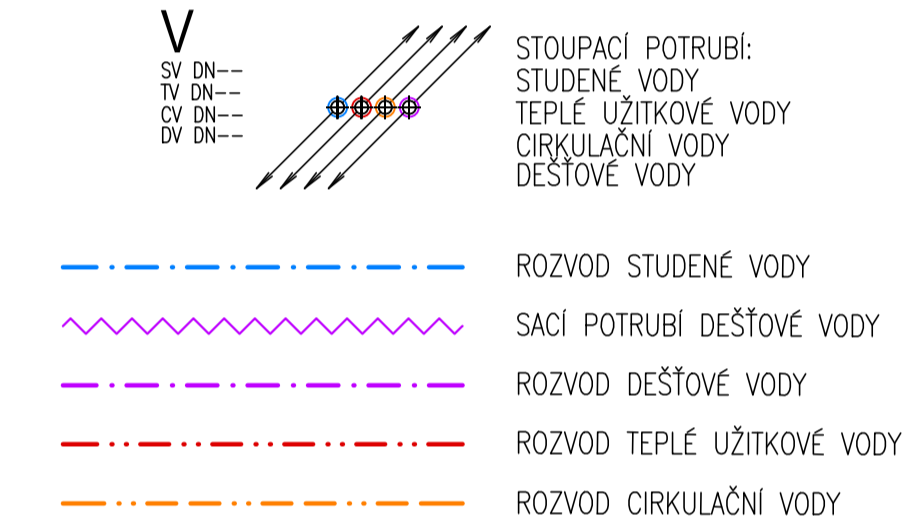 V
SV DN--
TV DN--
CV DN--
DV DN--
STOUPACÍ POTRUBÍ:
STUDENÉ VODY
TEPLÉ UŽITKOVÉ VODY
CIRKULAČNÍ VODY
DEŠŤOVÉ VODY
ROZVOD STUDENÉ VODY
SACÍ POTRUBÍ DEŠŤOVÉ VODY
ROZVOD DEŠŤOVÉ VODY
ROZVOD TEPLÉ UŽITKOVÉ VODY
ROZVOD CIRKULAČNÍ VODY